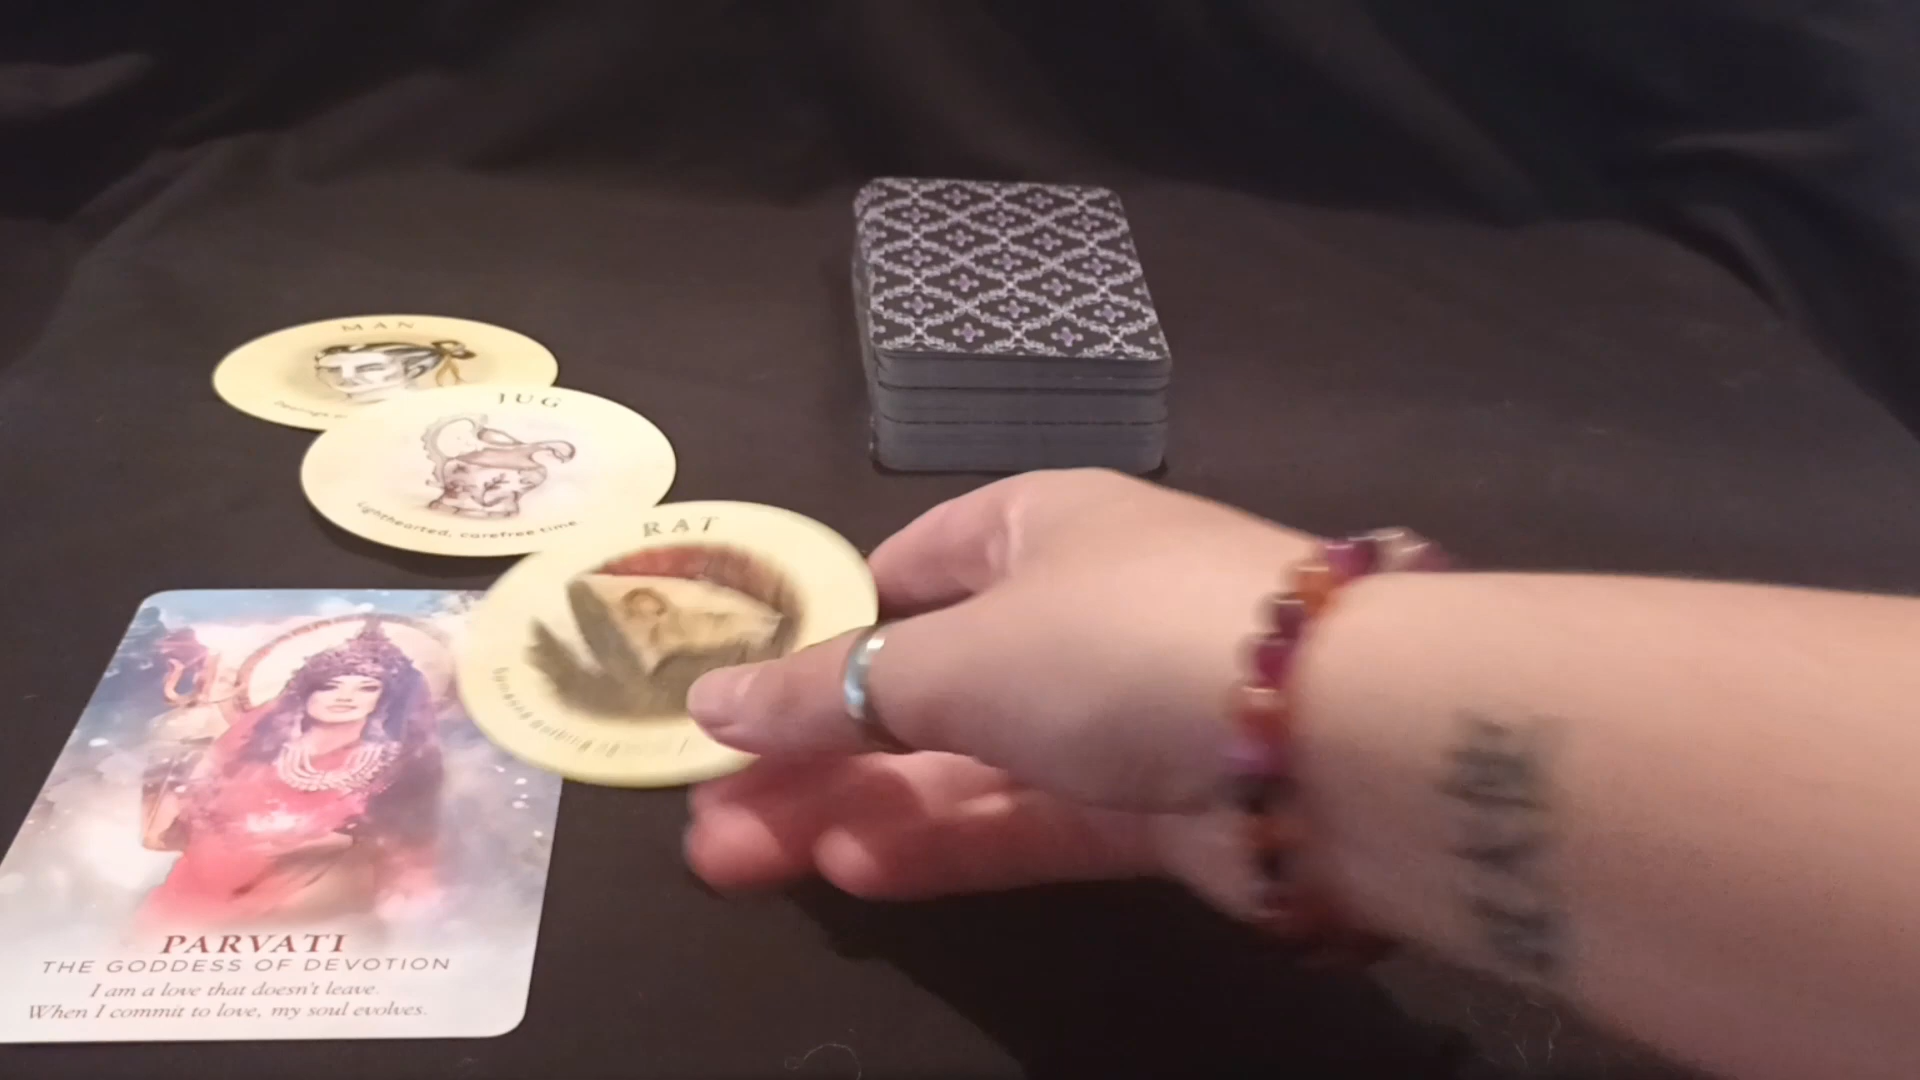 MAN
JUG
Lighthearted, carefree time.
RAT
PARVATI
THE GODDESS OF DEVOTION
I am a love that doesn't leave.
When I commit to love, my soul evolves.